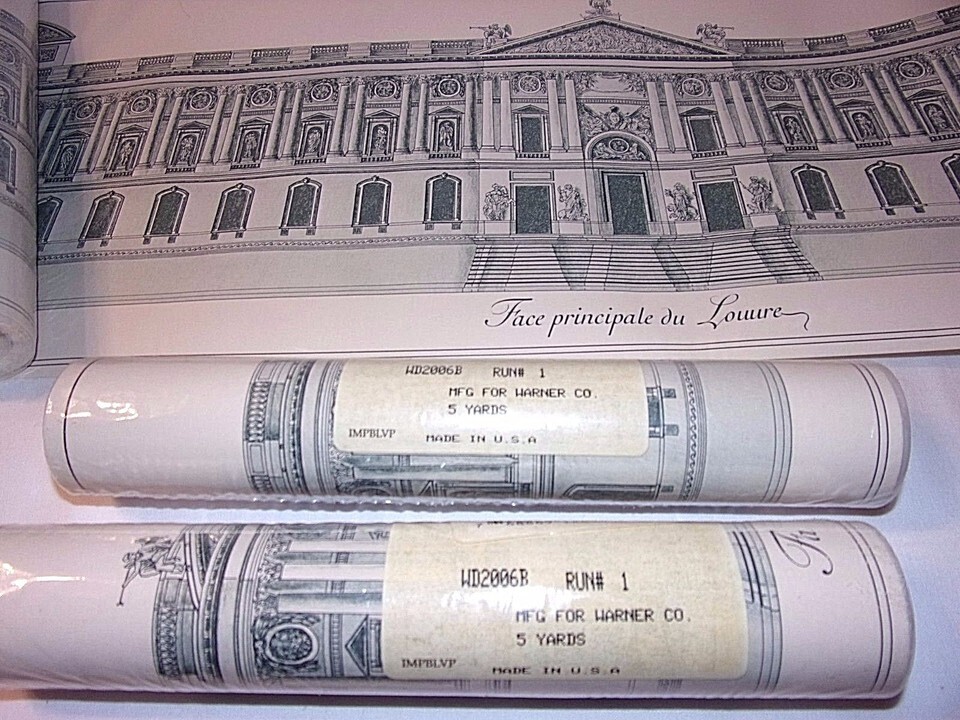 Face principale du Louvre
WD2006B RUN# 1
MFG FOR WARNER CO.
5 YARDS
IMPBLVP MADE IN U.S.A
WD2006B RUN# 1
MFG FOR WARNER CO.
5 YARDS
IMPBLVP MADE IN U.S.A